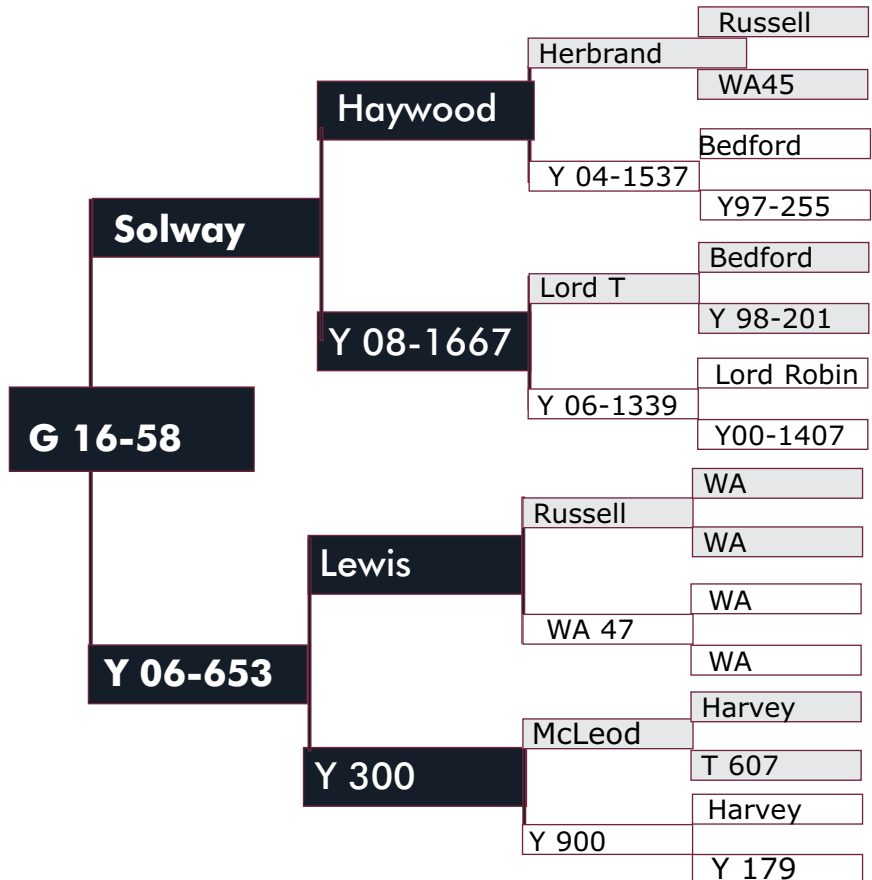 Russell
Herbrand
WA45
Haywood
Bedford
Y 04-1537
Y97-255
Solway
Bedford
Lord T
Y 98-201
Y 08-1667
Lord Robin
Y 06-1339
Y00-1407
G 16-58
WA
Russell
WA
Lewis
WA
WA 47
WA
Y 06-653
Harvey
McLeod
T 607
Y 300
Harvey
Y 900
Y 179